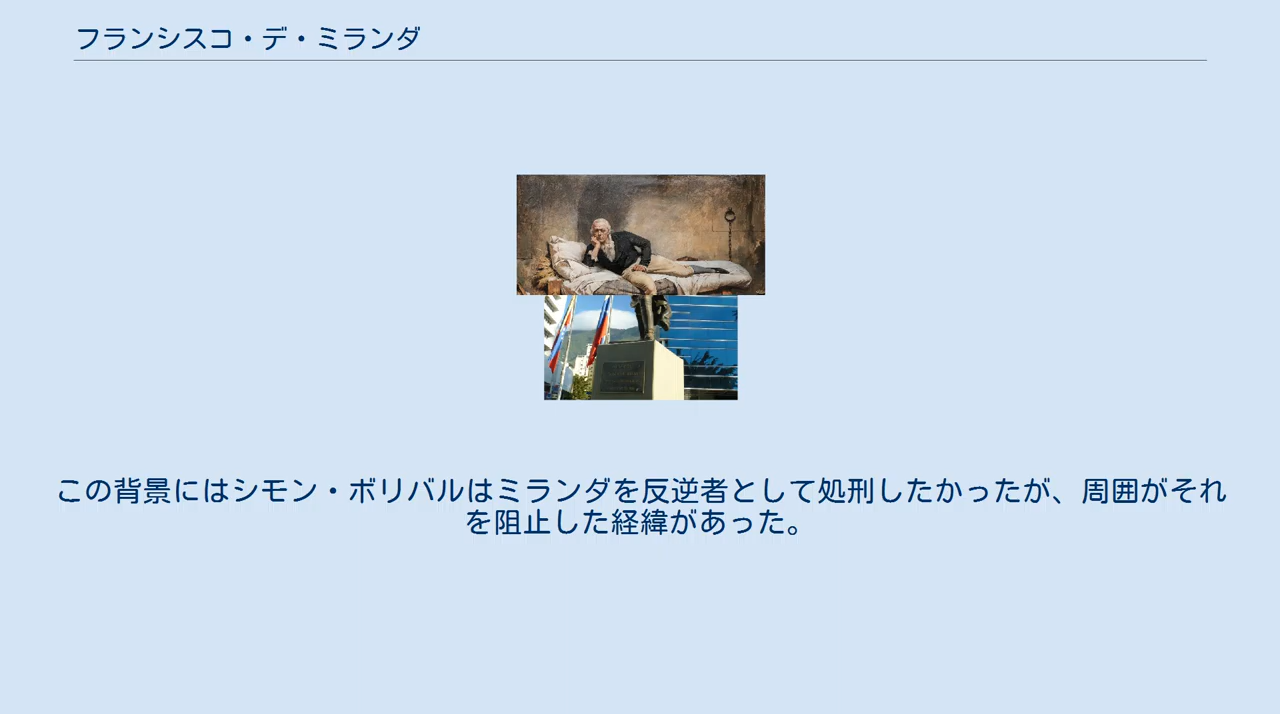 フランシスコ・デ・ミランダ
この背景にはシモン・ボリバルはミランダを反逆者として処刑したかったが、周囲がそれ
を阻止した経緯があった。